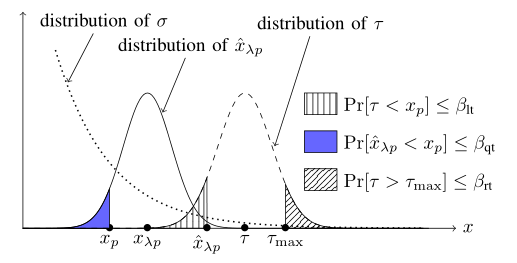 distribution of σ
distribution of τ
distribution of x̂_λp
Pr[τ < x_p] ≤ β_lt
Pr[x̂_λp < x_p] ≤ β_qt
Pr[τ > τ_max] ≤ β_rt
x_p x_λp x̂_λp τ τ_max x